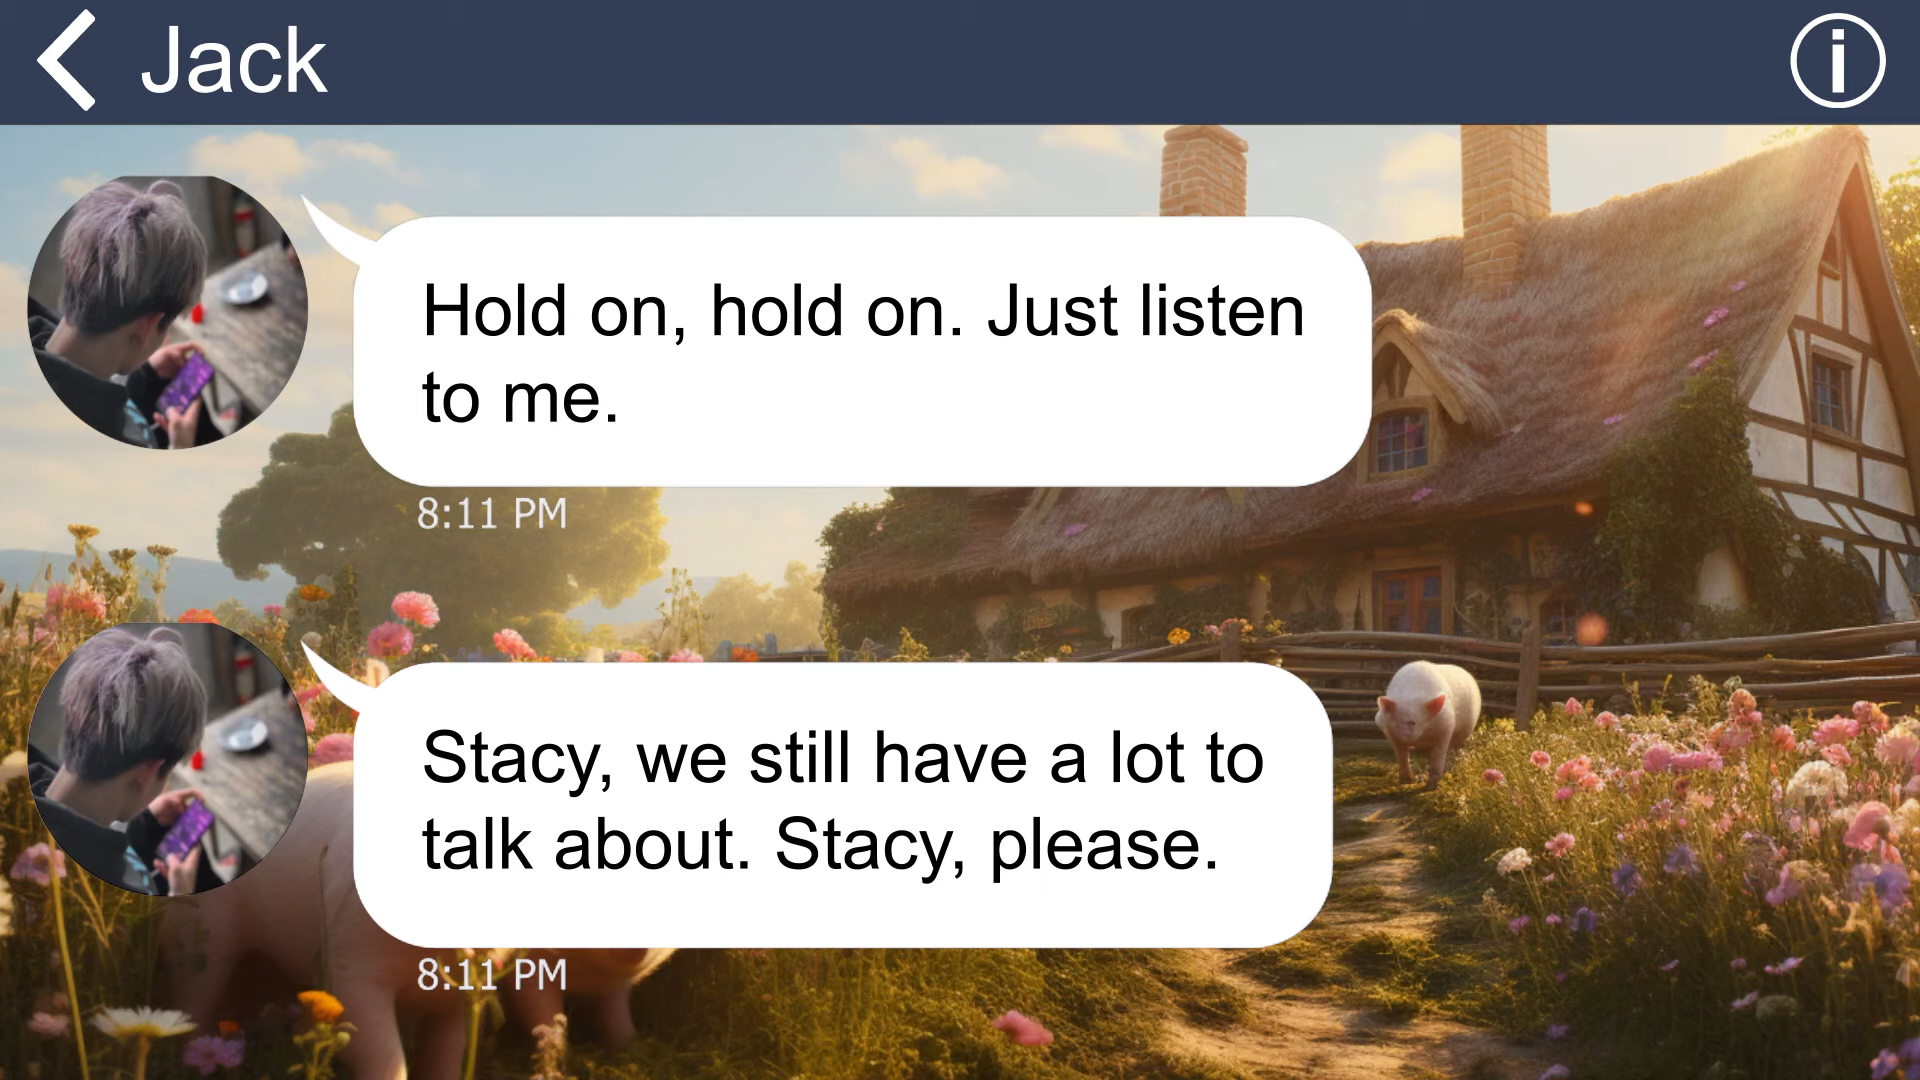 Jack
Hold on, hold on. Just listen
to me.
8:11 PM
Stacy, we still have a lot to
talk about. Stacy, please.
8:11 PM